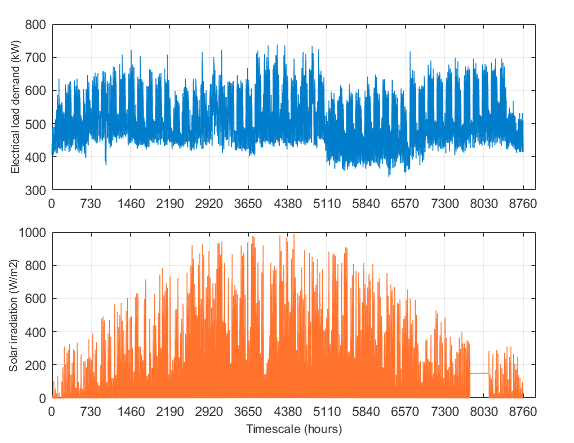 800
700
600
500
400
300
Electrical load demand (kW)
0 730 1460 2190 2920 3650 4380 5110 5840 6570 7300 8030 8760
1000
800
600
400
200
0
Solar irradiation (W/m2)
0 730 1460 2190 2920 3650 4380 5110 5840 6570 7300 8030 8760
Timescale (hours)